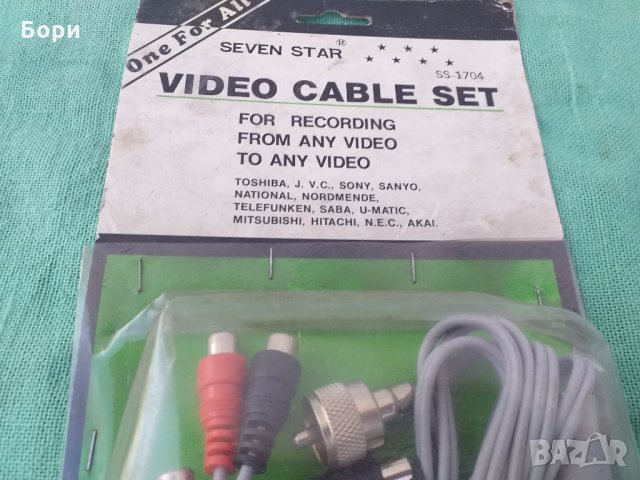 Бори
One For All
SEVEN STAR ®
SS-1704
VIDEO CABLE SET
FOR RECORDING
FROM ANY VIDEO
TO ANY VIDEO
TOSHIBA, J. V.C., SONY, SANYO,
NATIONAL, NORDMENDE,
TELEFUNKEN, SABA, U-MATIC,
MITSUBISHI, HITACHI, N.E.C., AKAI.
BAZAR